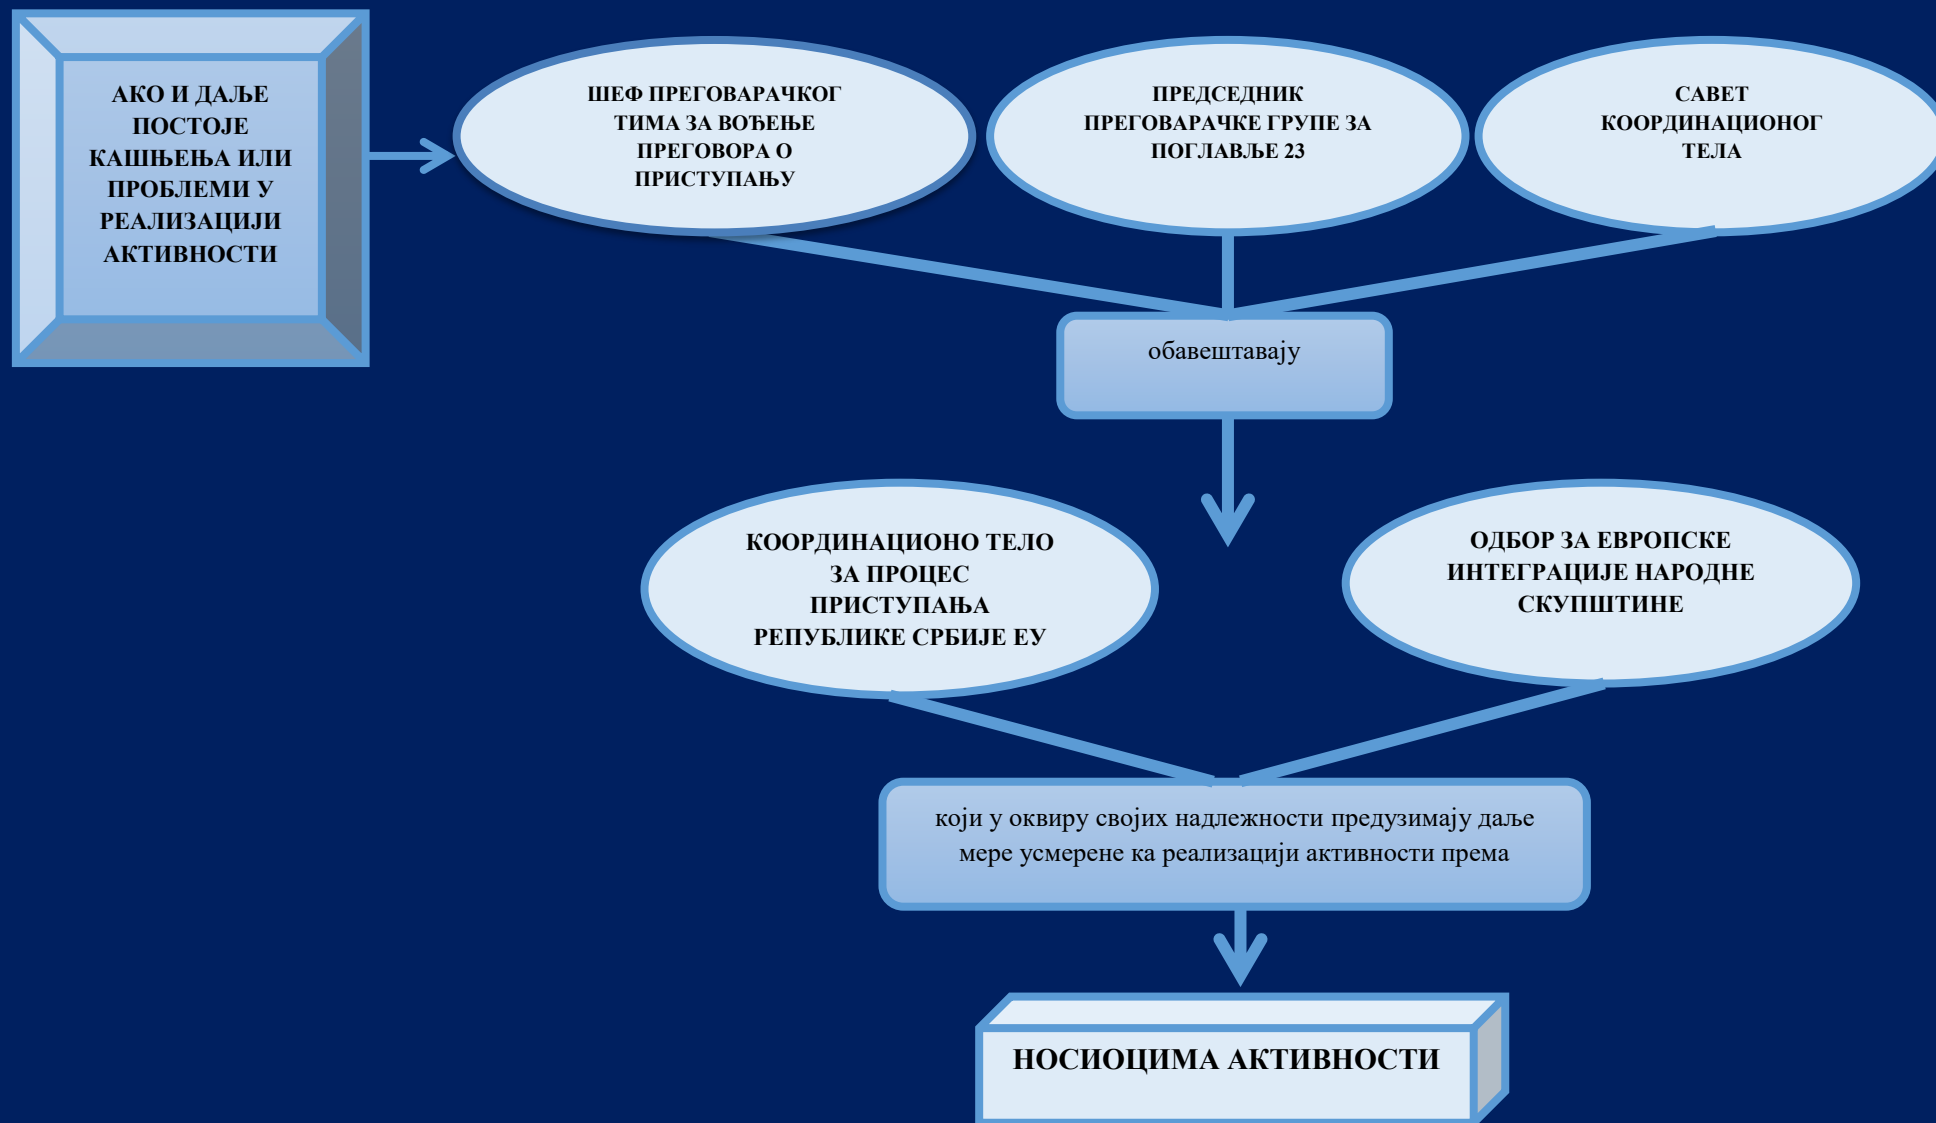 АКО И ДАЉЕ
ПОСТОЈЕ
КАШЊЕЊА ИЛИ
ПРОБЛЕМИ У
РЕАЛИЗАЦИЈИ
АКТИВНОСТИ
ШЕФ ПРЕГОВАРАЧКОГ
ТИМА ЗА ВОЂЕЊЕ
ПРЕГОВОРА О
ПРИСТУПАЊУ
ПРЕДСЕДНИК
ПРЕГОВАРАЧКЕ ГРУПЕ ЗА
ПОГЛАВЉЕ 23
САВЕТ
КООРДИНАЦИОНОГ
ТЕЛА
обавештавају
КООРДИНАЦИОНО ТЕЛО
ЗА ПРОЦЕС
ПРИСТУПАЊА
РЕПУБЛИКЕ СРБИЈЕ ЕУ
ОДБОР ЗА ЕВРОПСКЕ
ИНТЕГРАЦИЈЕ НАРОДНЕ
СКУПШТИНЕ
који у оквиру својих надлежности предузимају даље
мере усмерене ка реализацији активности према
НОСИОЦИМА АКТИВНОСТИ